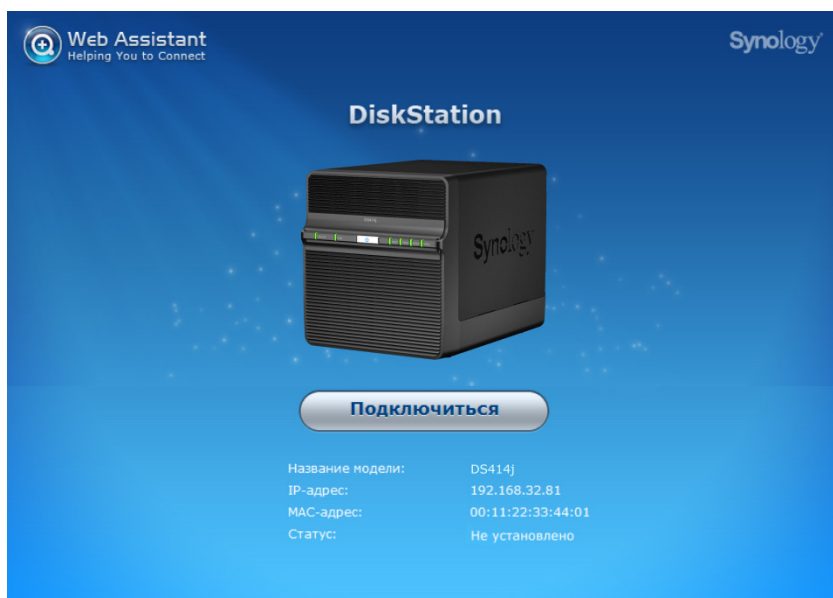 Web Assistant
Helping You to Connect
Synology
DiskStation
DS414j
Synology
Подключиться
Название модели: DS414j
IP-адрес: 192.168.32.81
MAC-адрес: 00:11:22:33:44:01
Статус: Не установлено